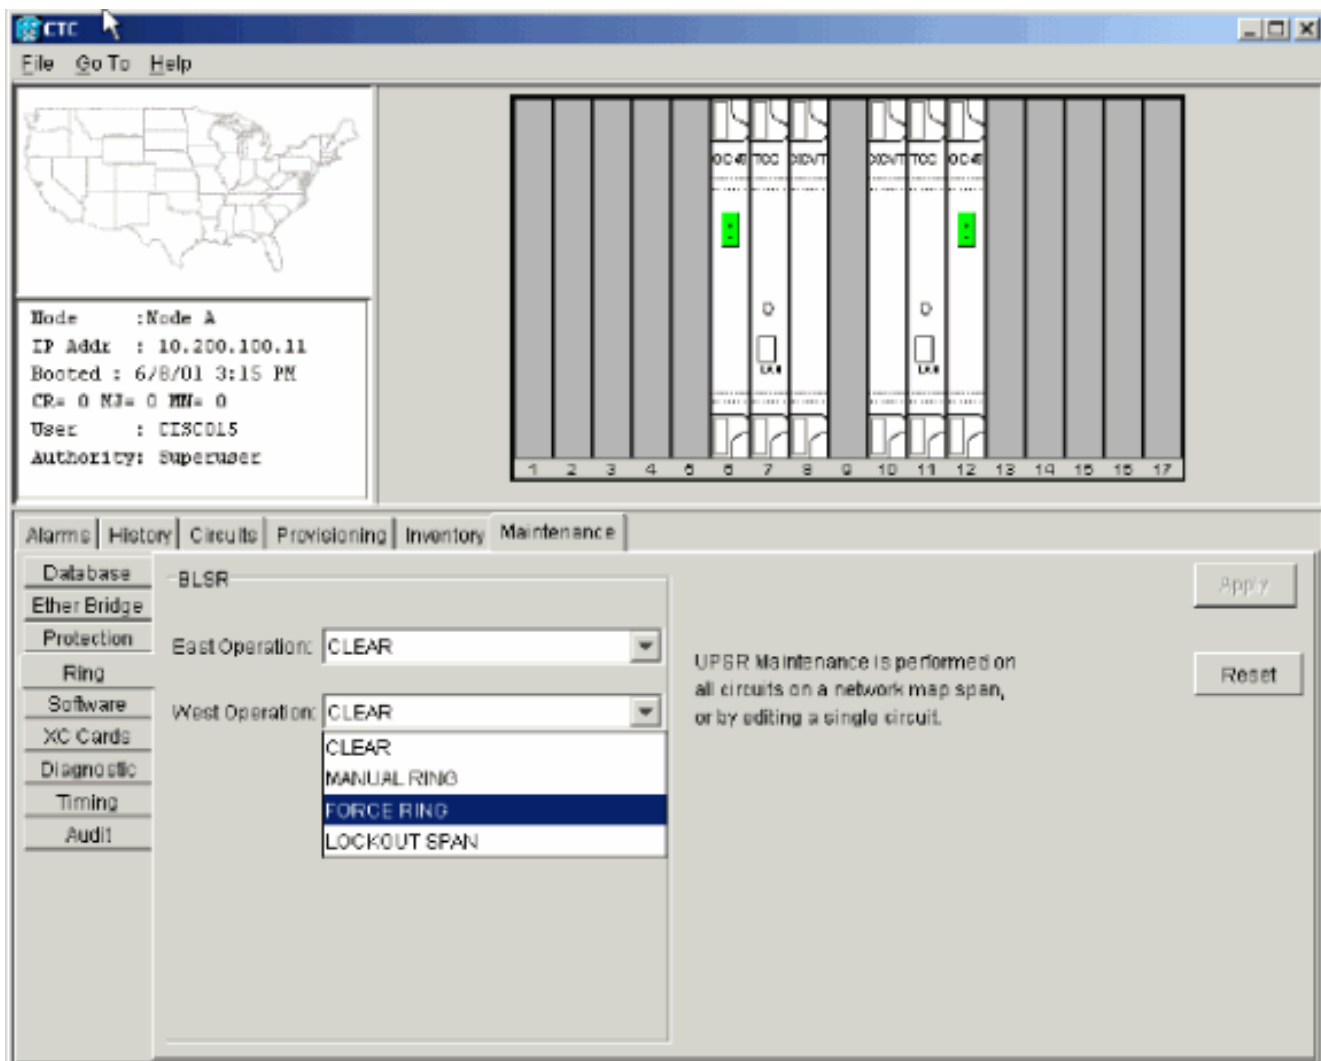 CTC
File Go To Help
OC48 TCC XCVT XCVT TCC OC48
LAN LAN
1 2 3 4 5 6 7 8 9 10 11 12 13 14 15 16 17
Node :Node A
IP Addr : 10.200.100.11
Booted : 6/8/01 3:15 PM
CR= 0 MJ= 0 MN= 0
User : CISCO15
Authority: Superuser
Alarms History Circuits Provisioning Inventory Maintenance
Database
Ether Bridge
Protection
Ring
Software
XC Cards
Diagnostic
Timing
Audit
BLSR
East Operation: CLEAR
West Operation: CLEAR
CLEAR
MANUAL RING
FORCE RING
LOCKOUT SPAN
UPSR Maintenance is performed on
all circuits on a network map span,
or by editing a single circuit.
Apply
Reset